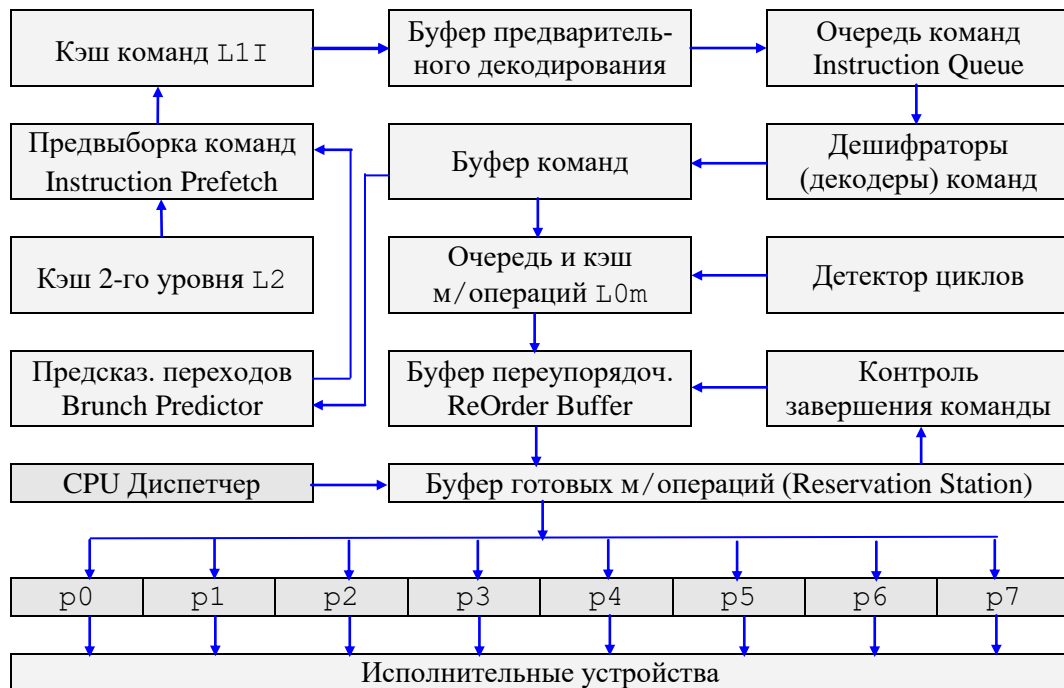 Кэш команд L1I
Буфер предваритель-
ного декодирования
Очередь команд
Instruction Queue
Предвыборка команд
Instruction Prefetch
Буфер команд
Дешифраторы
(декодеры) команд
Кэш 2-го уровня L2
Очередь и кэш
м/операций L0m
Детектор циклов
Предсказ. переходов
Brunch Predictor
Буфер переупорядоч.
ReOrder Buffer
Контроль
завершения команды
CPU Диспетчер
Буфер готовых м/операций (Reservation Station)
p0 p1 p2 p3 p4 p5 p6 p7
Исполнительные устройства